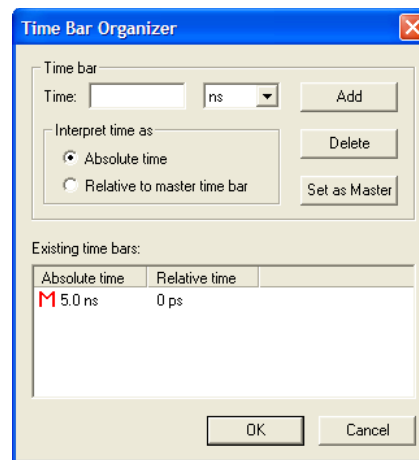 Time Bar Organizer
Time bar
Time: ns Add
Interpret time as
Delete
Absolute time
Relative to master time bar
Set as Master
Existing time bars:
Absolute time Relative time
M 5.0 ns 0 ps
OK Cancel